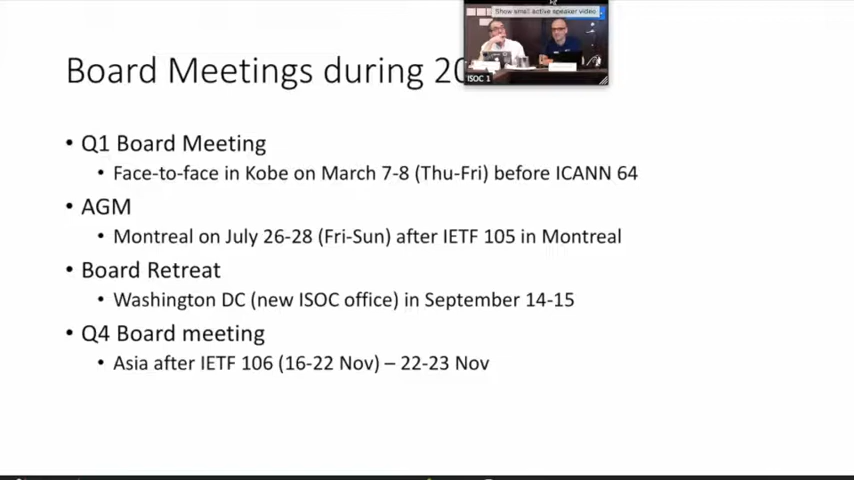 Show small active speaker video
ISOC 1
Board Meetings during 20
• Q1 Board Meeting
• Face-to-face in Kobe on March 7-8 (Thu-Fri) before ICANN 64
• AGM
• Montreal on July 26-28 (Fri-Sun) after IETF 105 in Montreal
• Board Retreat
• Washington DC (new ISOC office) in September 14-15
• Q4 Board meeting
• Asia after IETF 106 (16-22 Nov) – 22-23 Nov